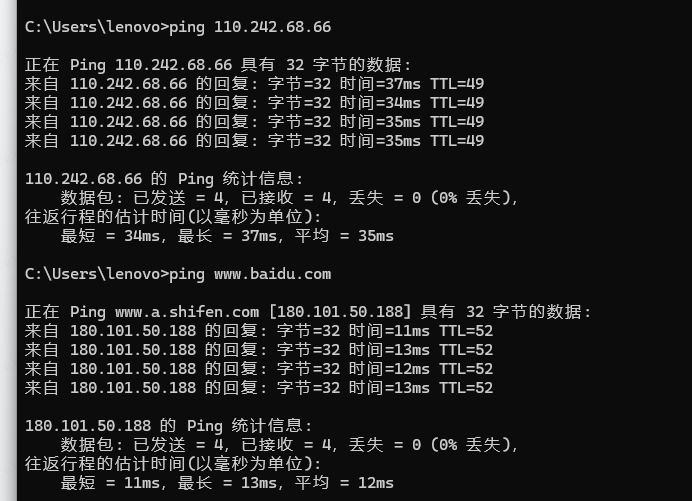 C:\Users\lenovo>ping 110.242.68.66
正在 Ping 110.242.68.66 具有 32 字节的数据:
来自 110.242.68.66 的回复: 字节=32 时间=37ms TTL=49
来自 110.242.68.66 的回复: 字节=32 时间=34ms TTL=49
来自 110.242.68.66 的回复: 字节=32 时间=35ms TTL=49
来自 110.242.68.66 的回复: 字节=32 时间=35ms TTL=49
110.242.68.66 的 Ping 统计信息:
数据包: 已发送 = 4, 已接收 = 4, 丢失 = 0 (0% 丢失),
往返行程的估计时间(以毫秒为单位):
最短 = 34ms, 最长 = 37ms, 平均 = 35ms
C:\Users\lenovo>ping www.baidu.com
正在 Ping www.a.shifen.com [180.101.50.188] 具有 32 字节的数据:
来自 180.101.50.188 的回复: 字节=32 时间=11ms TTL=52
来自 180.101.50.188 的回复: 字节=32 时间=13ms TTL=52
来自 180.101.50.188 的回复: 字节=32 时间=12ms TTL=52
来自 180.101.50.188 的回复: 字节=32 时间=13ms TTL=52
180.101.50.188 的 Ping 统计信息:
数据包: 已发送 = 4, 已接收 = 4, 丢失 = 0 (0% 丢失),
往返行程的估计时间(以毫秒为单位):
最短 = 11ms, 最长 = 13ms, 平均 = 12ms